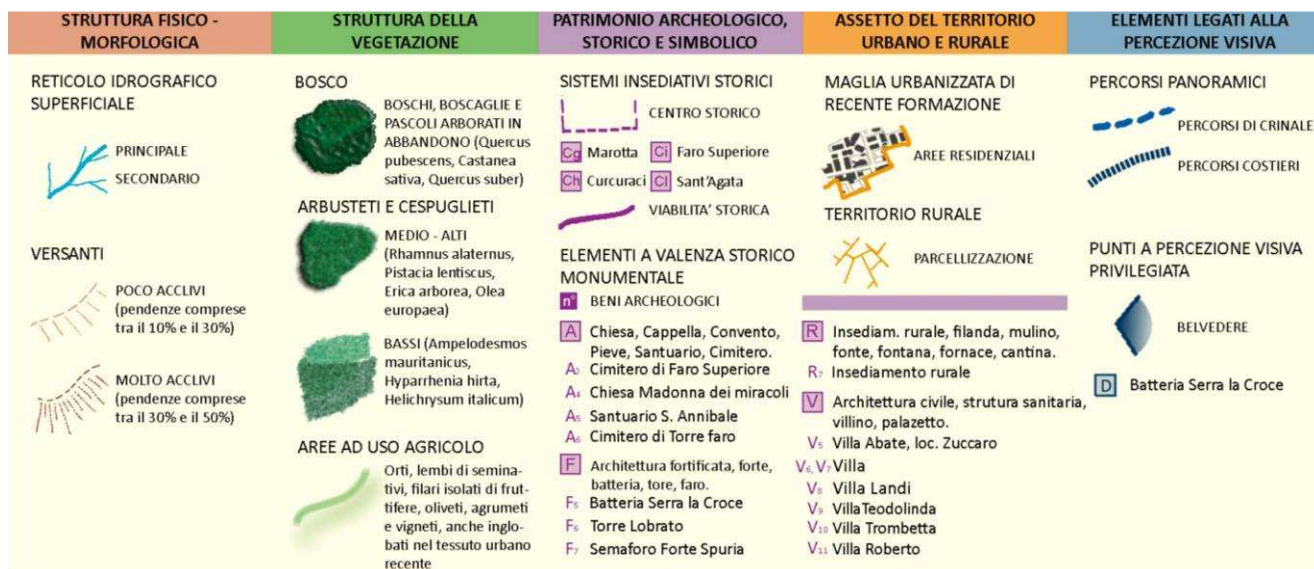 STRUTTURA FISICO -
MORFOLOGICA
RETICOLO IDROGRAFICO
SUPERFICIALE
PRINCIPALE
SECONDARIO
VERSANTI
POCO ACCLIVI
(pendenze comprese
tra il 10% e il 30%)
MOLTO ACCLIVI
(pendenze comprese
tra il 30% e il 50%)
STRUTTURA DELLA
VEGETAZIONE
BOSCO
BOSCHI, BOSCAGLIE E
PASCOLI ARBORATI IN
ABBANDONO (Quercus
pubescens, Castanea
sativa, Quercus suber)
ARBUSTETI E CESPUGLIETI
MEDIO - ALTI
(Rhamnus alaternus,
Pistacia lentiscus,
Erica arborea, Olea
europaea)
BASSI (Ampelodesmos
mauritanicus,
Hyparrhenia hirta,
Helichrysum italicum)
AREE AD USO AGRICOLO
Orti, lembi di semina-
tivi, filari isolati di frut-
tifere, oliveti, agrumeti
e vigneti, anche inglo-
bati nel tessuto urbano
recente
PATRIMONIO ARCHEOLOGICO,
STORICO E SIMBOLICO
SISTEMI INSEDIATIVI STORICI
CENTRO STORICO
Cg Marotta Ci Faro Superiore
Ch Curcuraci Cl Sant'Agata
VIABILITA' STORICA
ELEMENTI A VALENZA STORICO
MONUMENTALE
n° BENI ARCHEOLOGICI
A Chiesa, Cappella, Convento,
Pieve, Santuario, Cimitero.
A2 Cimitero di Faro Superiore
A4 Chiesa Madonna dei miracoli
A5 Santuario S. Annibale
A6 Cimitero di Torre faro
F Architettura fortificata, forte,
batteria, tore, faro.
F5 Batteria Serra la Croce
F6 Torre Lobrato
F7 Semaforo Forte Spuria
ASSETTO DEL TERRITORIO
URBANO E RURALE
MAGLIA URBANIZZATA DI
RECENTE FORMAZIONE
AREE RESIDENZIALI
TERRITORIO RURALE
PARCELLIZZAZIONE
R Insediam. rurale, filanda, mulino,
fonte, fontana, fornace, cantina.
R7 Insediamento rurale
V Architettura civile, strutura sanitaria,
villino, palazetto.
V5 Villa Abate, loc. Zuccaro
V6, V7 Villa
V8 Villa Landi
V9 VillaTeodolinda
V10 Villa Trombetta
V11 Villa Roberto
ELEMENTI LEGATI ALLA
PERCEZIONE VISIVA
PERCORSI PANORAMICI
PERCORSI DI CRINALE
PERCORSI COSTIERI
PUNTI A PERCEZIONE VISIVA
PRIVILEGIATA
BELVEDERE
D Batteria Serra la Croce